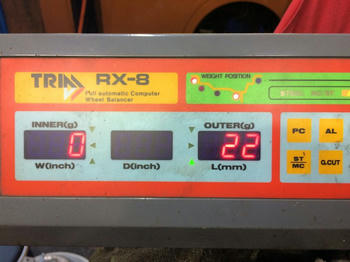 TRIM RX-8
Full automatic Computer
Wheel Balancer
WEIGHT POSITION
INNER(g)
OUTER(g)
0
22
W(inch)
D(inch)
L(mm)
PC
AL
ST
MC
G.CUT